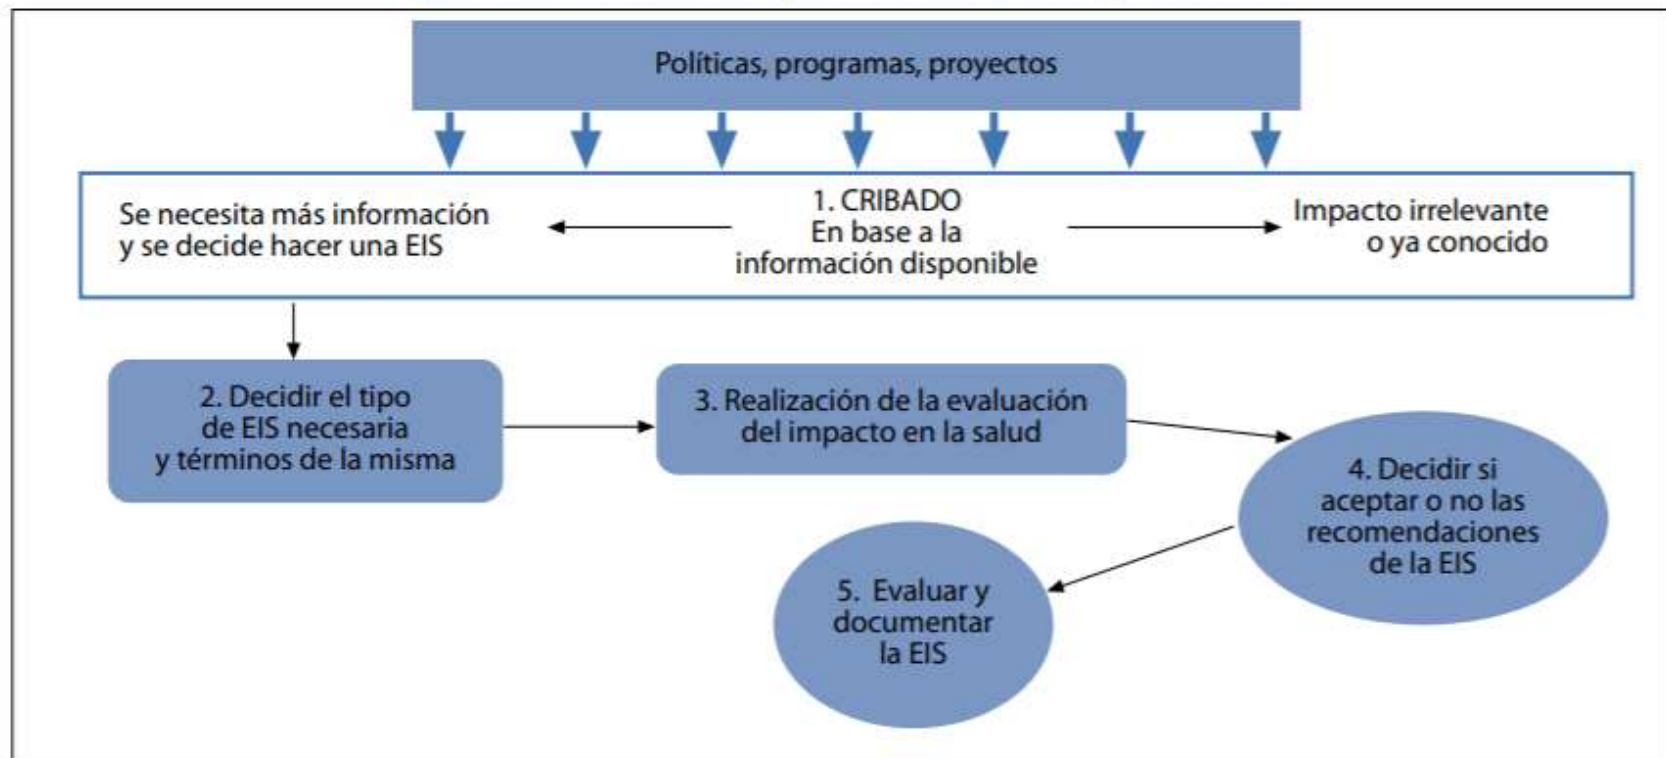 Políticas, programas, proyectos
Se necesita más información
y se decide hacer una EIS
1. CRIBADO
En base a la
información disponible
Impacto irrelevante
o ya conocido
2. Decidir el tipo
de EIS necesaria
y términos de la misma
3. Realización de la evaluación
del impacto en la salud
4. Decidir si
aceptar o no las
recomendaciones
de la EIS
5. Evaluar y
documentar
la EIS